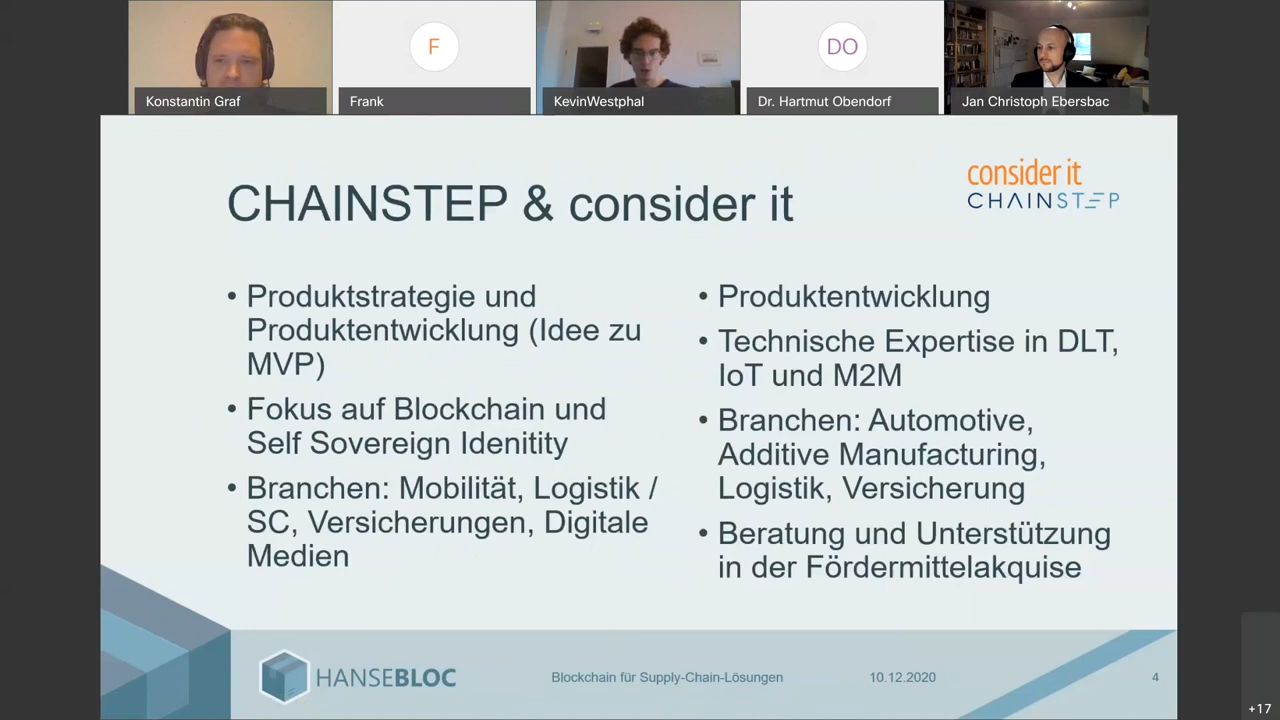 F
DO
Konstantin Graf
Frank
KevinWestphal
Dr. Hartmut Obendorf
Jan Christoph Ebersbac
consider it
CHAINSTEP
CHAINSTEP & consider it
• Produktstrategie und
Produktentwicklung (Idee zu
MVP)
• Fokus auf Blockchain und
Self Sovereign Idenitity
• Branchen: Mobilität, Logistik /
SC, Versicherungen, Digitale
Medien
• Produktentwicklung
• Technische Expertise in DLT,
IoT und M2M
• Branchen: Automotive,
Additive Manufacturing,
Logistik, Versicherung
• Beratung und Unterstützung
in der Fördermittelakquise
HANSEBLOC
Blockchain für Supply-Chain-Lösungen
10.12.2020
4
+17